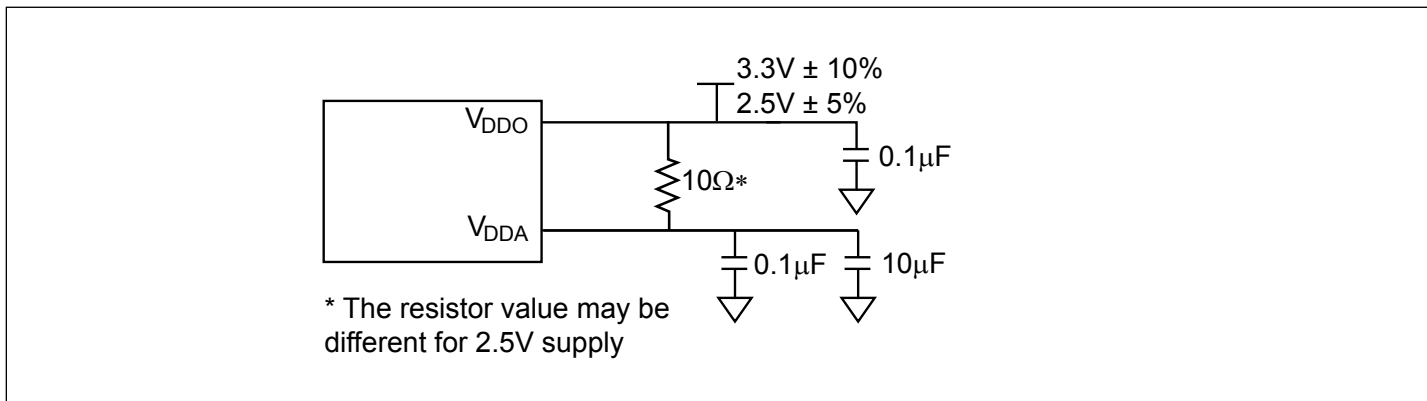 3.3V ± 10%
2.5V ± 5%
VDDO
0.1μF
10Ω*
VDDA
0.1μF
10μF
* The resistor value may be
different for 2.5V supply